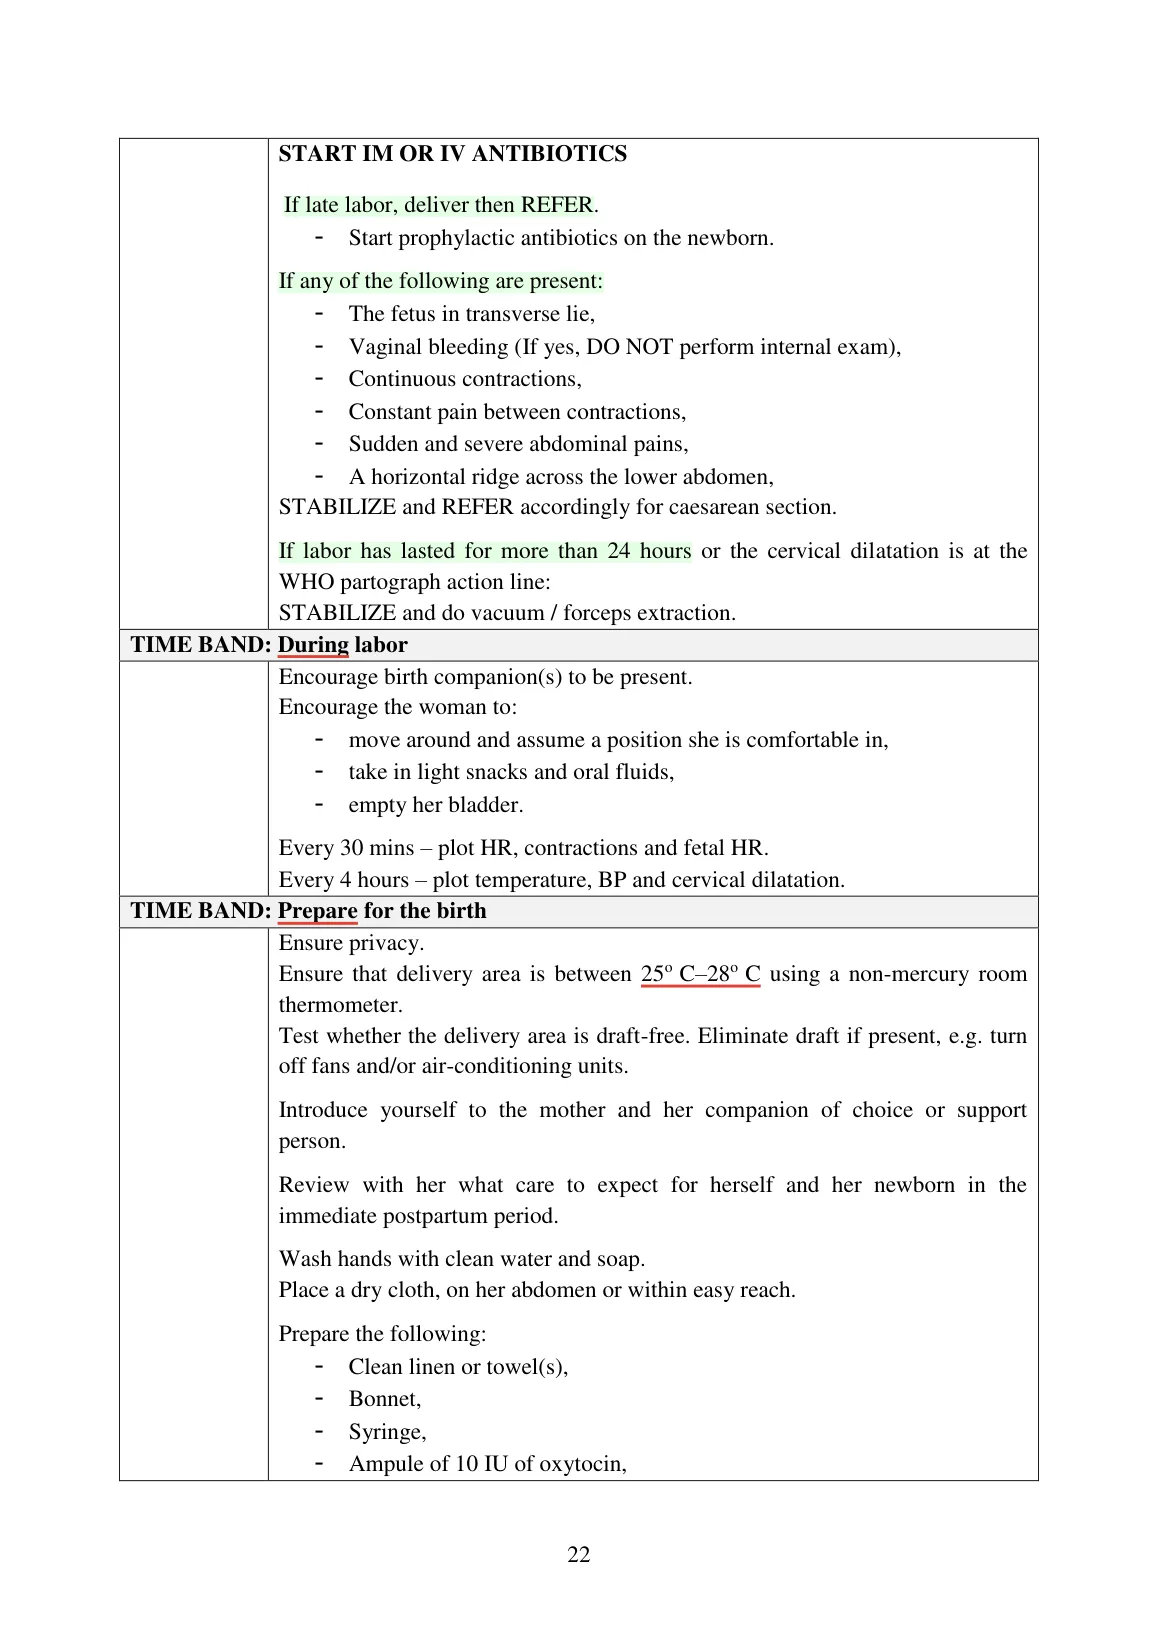 START IM OR IV ANTIBIOTICS
If late labor, deliver then REFER.
- Start prophylactic antibiotics on the newborn.
If any of the following are present:
- The fetus in transverse lie,
- Vaginal bleeding (If yes, DO NOT perform internal exam),
- Continuous contractions,
- Constant pain between contractions,
- Sudden and severe abdominal pains,
- A horizontal ridge across the lower abdomen,
STABILIZE and REFER accordingly for caesarean section.
If labor has lasted for more than 24 hours or the cervical dilatation is at the
WHO partograph action line:
STABILIZE and do vacuum / forceps extraction.
TIME BAND: During labor
Encourage birth companion(s) to be present.
Encourage the woman to:
- move around and assume a position she is comfortable in,
- take in light snacks and oral fluids,
- empty her bladder.
Every 30 mins – plot HR, contractions and fetal HR.
Every 4 hours – plot temperature, BP and cervical dilatation.
TIME BAND: Prepare for the birth
Ensure privacy.
Ensure that delivery area is between 25º C–28º C using a non-mercury room
thermometer.
Test whether the delivery area is draft-free. Eliminate draft if present, e.g. turn
off fans and/or air-conditioning units.
Introduce yourself to the mother and her companion of choice or support
person.
Review with her what care to expect for herself and her newborn in the
immediate postpartum period.
Wash hands with clean water and soap.
Place a dry cloth, on her abdomen or within easy reach.
Prepare the following:
- Clean linen or towel(s),
- Bonnet,
- Syringe,
- Ampule of 10 IU of oxytocin,
22